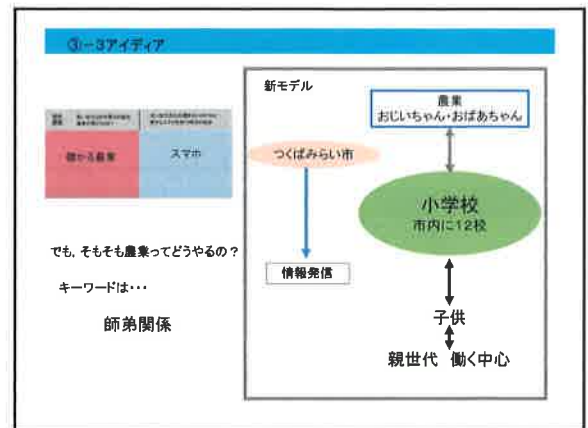 ③－3アイディア
儲かる農業
スマホ
でも、そもそも農業ってどうやるの？
キーワードは・・・
師弟関係
新モデル
農業
おじいちゃん・おばあちゃん
つくばみらい市
小学校
市内に12校
情報発信
子供
親世代　働く中心